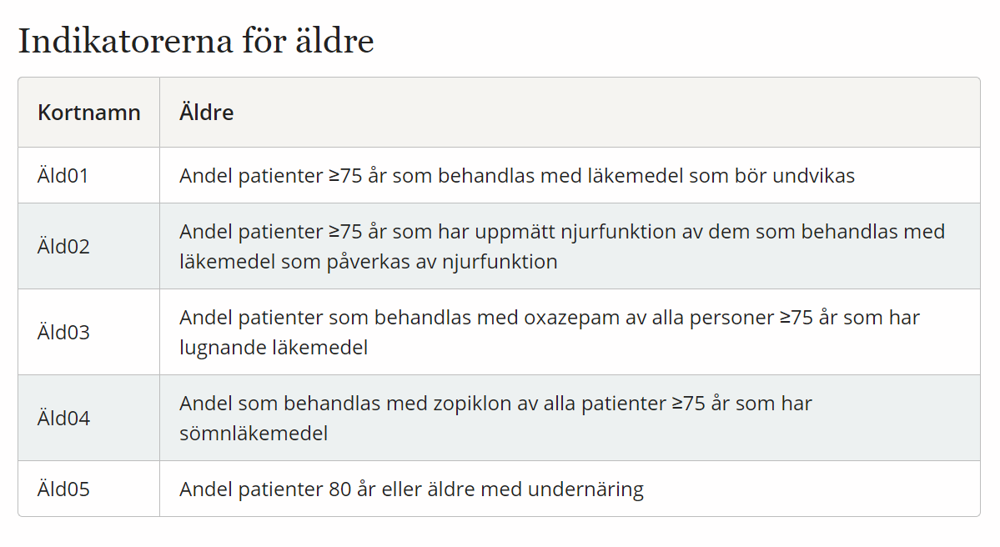 Indikatorerna för äldre
Kortnamn Äldre
Äld01 Andel patienter ≥75 år som behandlas med läkemedel som bör undvikas
Äld02 Andel patienter ≥75 år som har uppmätt njurfunktion av dem som behandlas med
läkemedel som påverkas av njurfunktion
Äld03 Andel patienter som behandlas med oxazepam av alla personer ≥75 år som har
lugnande läkemedel
Äld04 Andel som behandlas med zopiklon av alla patienter ≥75 år som har
sömnläkemedel
Äld05 Andel patienter 80 år eller äldre med undernäring